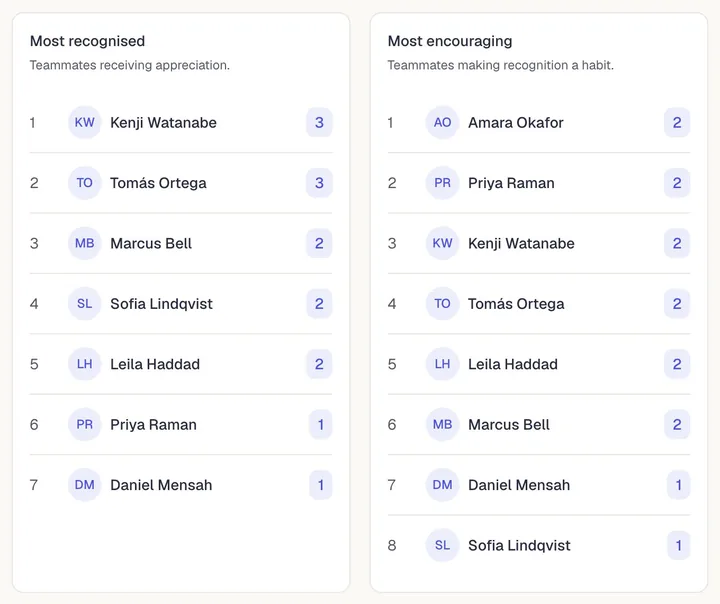 Most recognised
Teammates receiving appreciation.
1 KW Kenji Watanabe 3
2 TO Tomás Ortega 3
3 MB Marcus Bell 2
4 SL Sofia Lindqvist 2
5 LH Leila Haddad 2
6 PR Priya Raman 1
7 DM Daniel Mensah 1
Most encouraging
Teammates making recognition a habit.
1 AO Amara Okafor 2
2 PR Priya Raman 2
3 KW Kenji Watanabe 2
4 TO Tomás Ortega 2
5 LH Leila Haddad 2
6 MB Marcus Bell 2
7 DM Daniel Mensah 1
8 SL Sofia Lindqvist 1